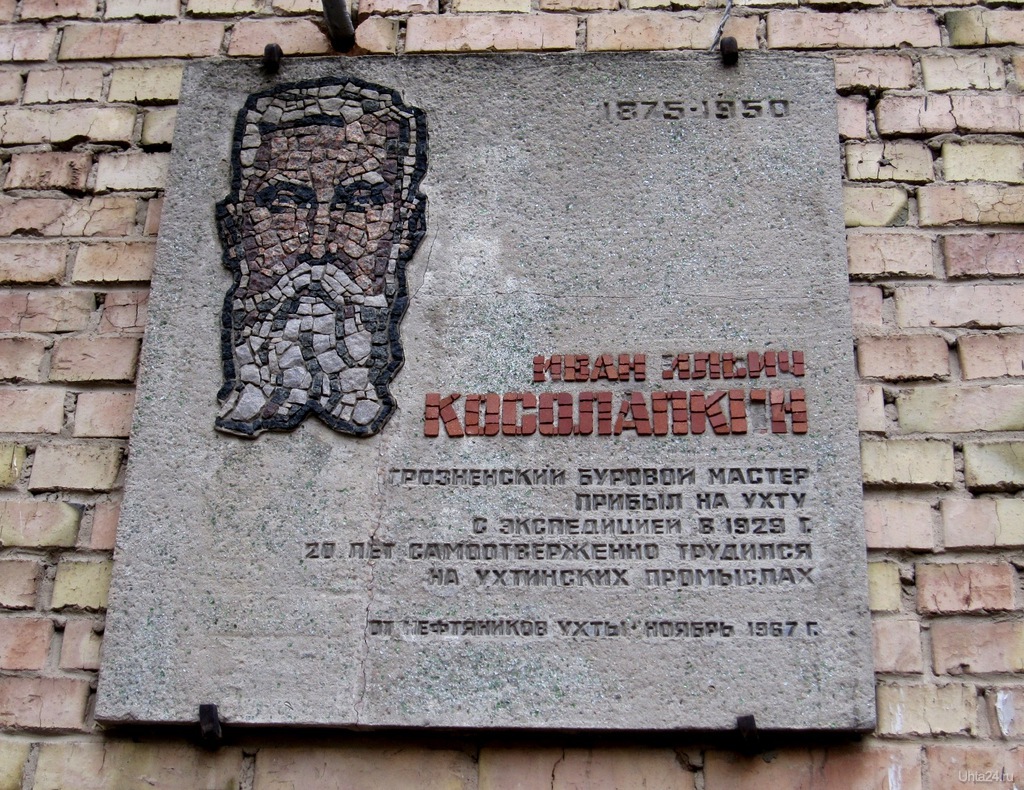 1875-1950
ИВАН ИЛЬИЧ
КОСОЛАПКИН
ГРОЗНЕНСКИЙ БУРОВОЙ МАСТЕР
ПРИБЫЛ НА УХТУ
С ЭКСПЕДИЦИЕЙ В 1929 Г.
20 ЛЕТ САМООТВЕРЖЕННО ТРУДИЛСЯ
НА УХТИНСКИХ ПРОМЫСЛАХ
ОТ НЕФТЯНИКОВ УХТЫ · НОЯБРЬ 1967 Г.
Uhta24.ru